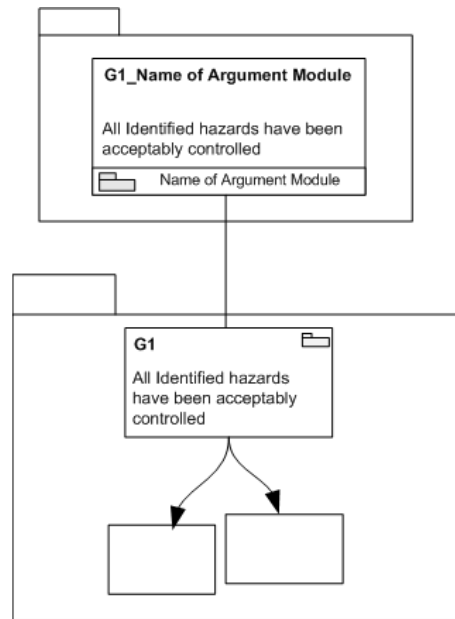 G1_Name of Argument Module
All Identified hazards have been
acceptably controlled
Name of Argument Module
G1
All Identified hazards
have been acceptably
controlled